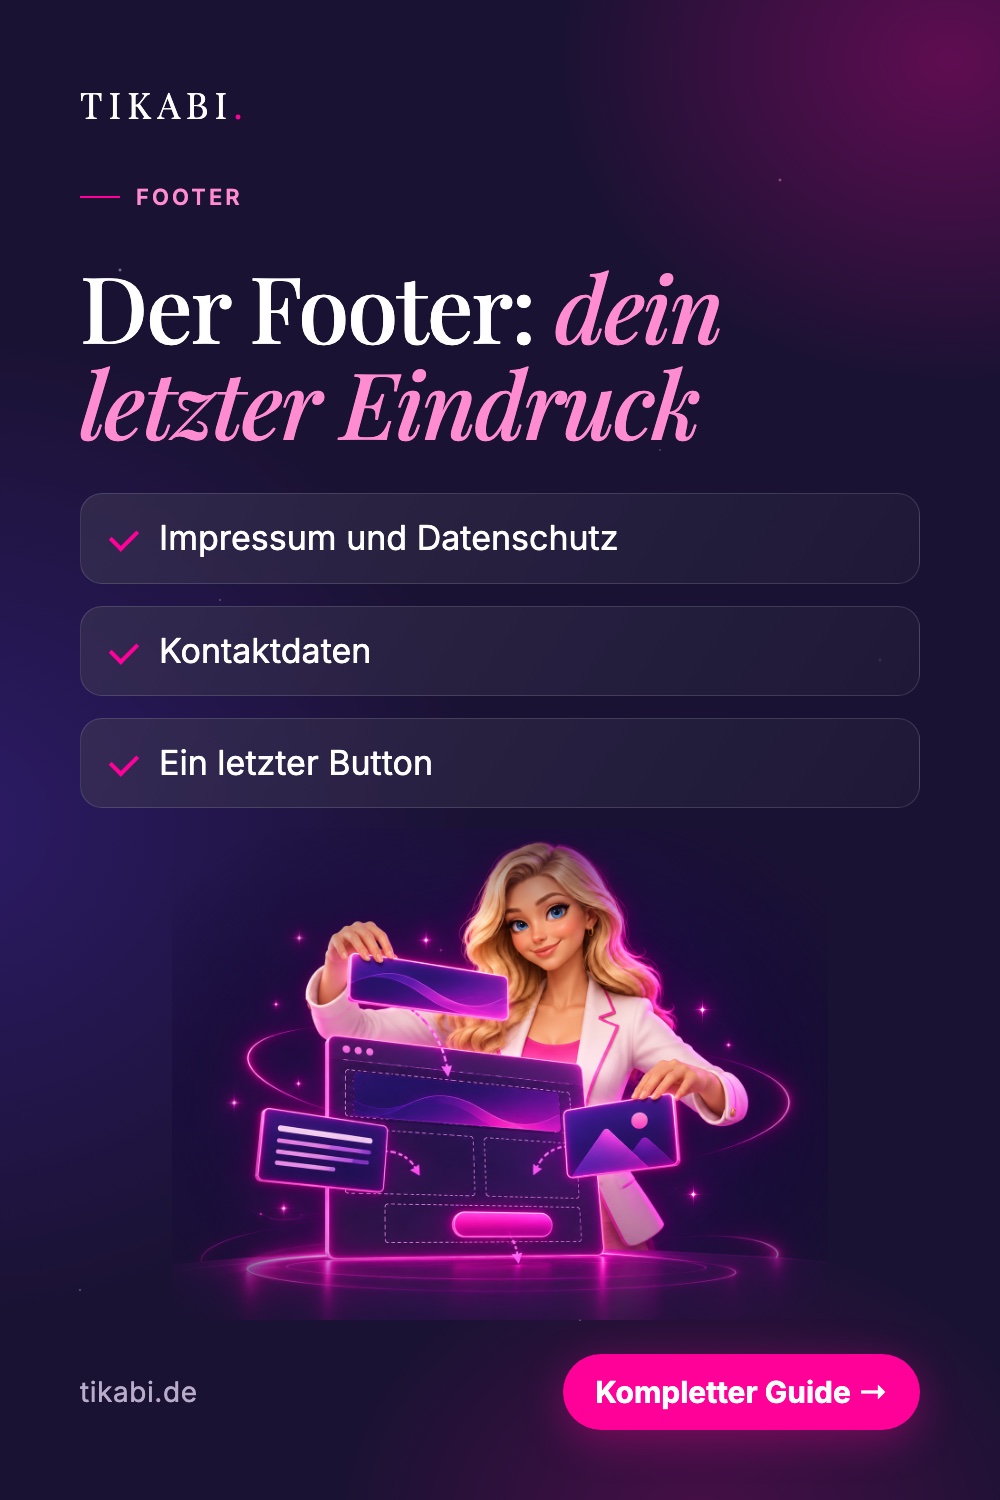 TIKABI.
FOOTER
Der Footer: dein
letzter Eindruck
Impressum und Datenschutz
Kontaktdaten
Ein letzter Button
tikabi.de
Kompletter Guide →